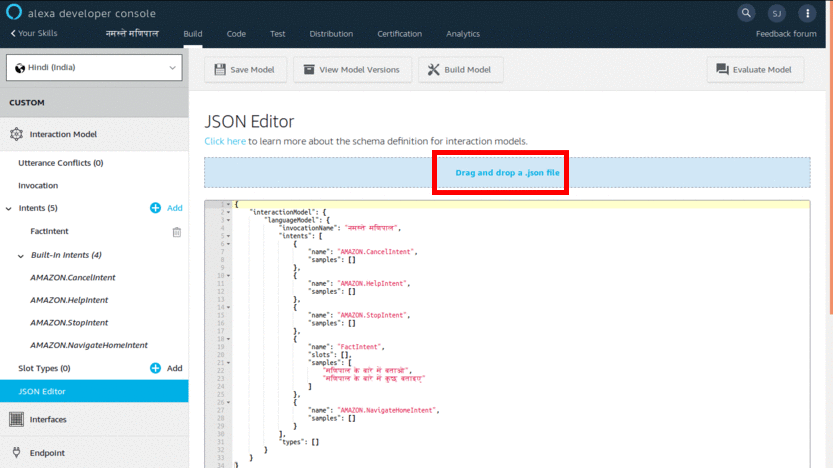 alexa developer console
SJ
Your Skills
नमस्ते मणिपाल
Build
Code
Test
Distribution
Certification
Analytics
Feedback forum
Hindi (India)
Save Model
View Model Versions
Build Model
Evaluate Model
CUSTOM
Interaction Model
Utterance Conflicts (0)
Invocation
Intents (5)
Add
FactIntent
Built-In Intents (4)
AMAZON.CancelIntent
AMAZON.HelpIntent
AMAZON.StopIntent
AMAZON.NavigateHomeIntent
Slot Types (0)
Add
JSON Editor
Interfaces
Endpoint
JSON Editor
Click here to learn more about the schema definition for interaction models.
Drag and drop a .json file
1 {
2 "interactionModel": {
3 "languageModel": {
4 "invocationName": "नमस्ते मणिपाल",
5 "intents": [
6 {
7 "name": "AMAZON.CancelIntent",
8 "samples": []
9 },
10 {
11 "name": "AMAZON.HelpIntent",
12 "samples": []
13 },
14 {
15 "name": "AMAZON.StopIntent",
16 "samples": []
17 },
18 {
19 "name": "FactIntent",
20 "slots": [],
21 "samples": [
22 "मणिपाल के बारे में बताओ",
23 "मणिपाल के बारे में कुछ बताइए"
24 ]
25 },
26 {
27 "name": "AMAZON.NavigateHomeIntent",
28 "samples": []
29 }
30 ],
31 "types": []
32 }
33 }
34 }